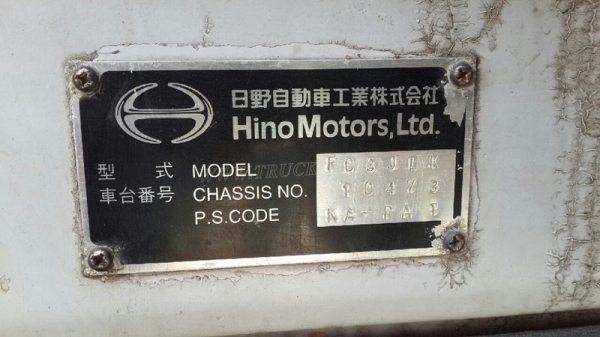 日野自動車工業株式会社
Hino Motors, Ltd.
型 式 MODEL
車台番号 CHASSIS NO. 10473
P.S.CODE